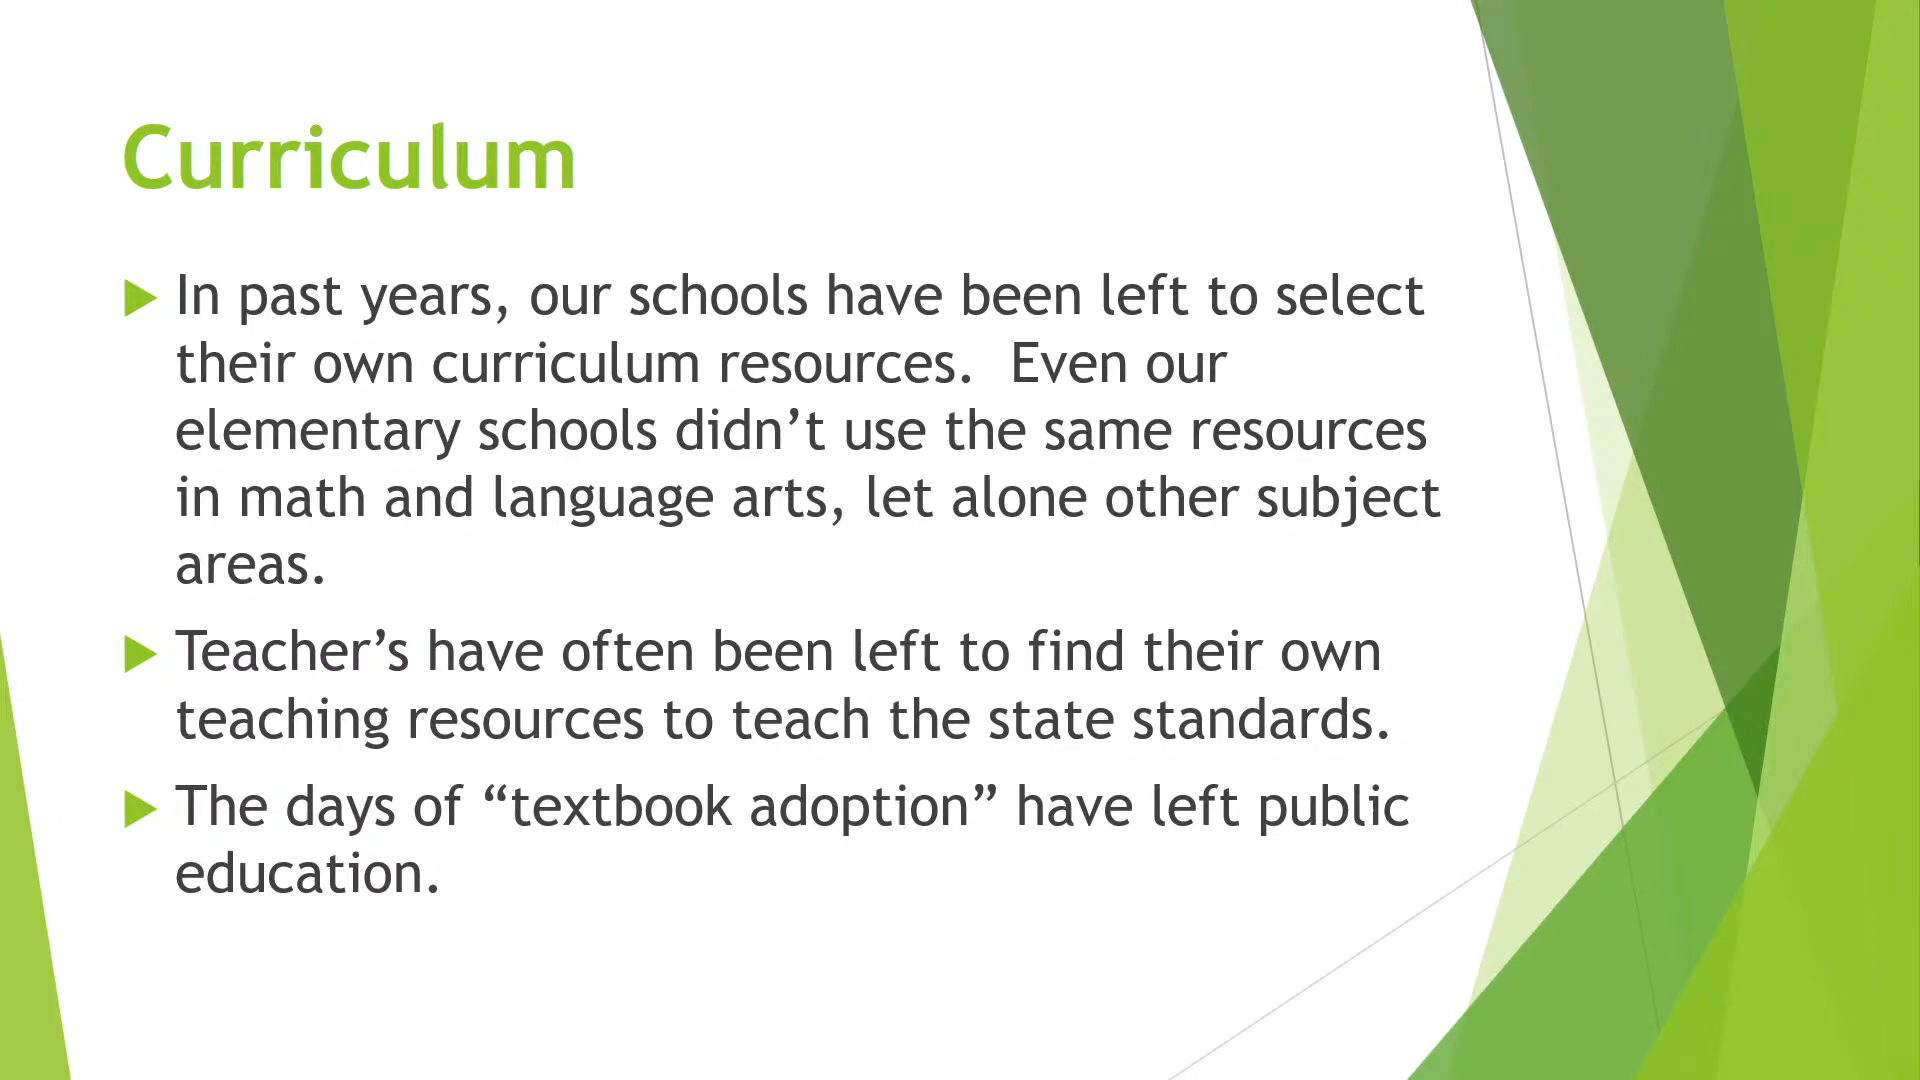 Curriculum
In past years, our schools have been left to select
their own curriculum resources.  Even our
elementary schools didn’t use the same resources
in math and language arts, let alone other subject
areas.
Teacher’s have often been left to find their own
teaching resources to teach the state standards.
The days of “textbook adoption” have left public
education.